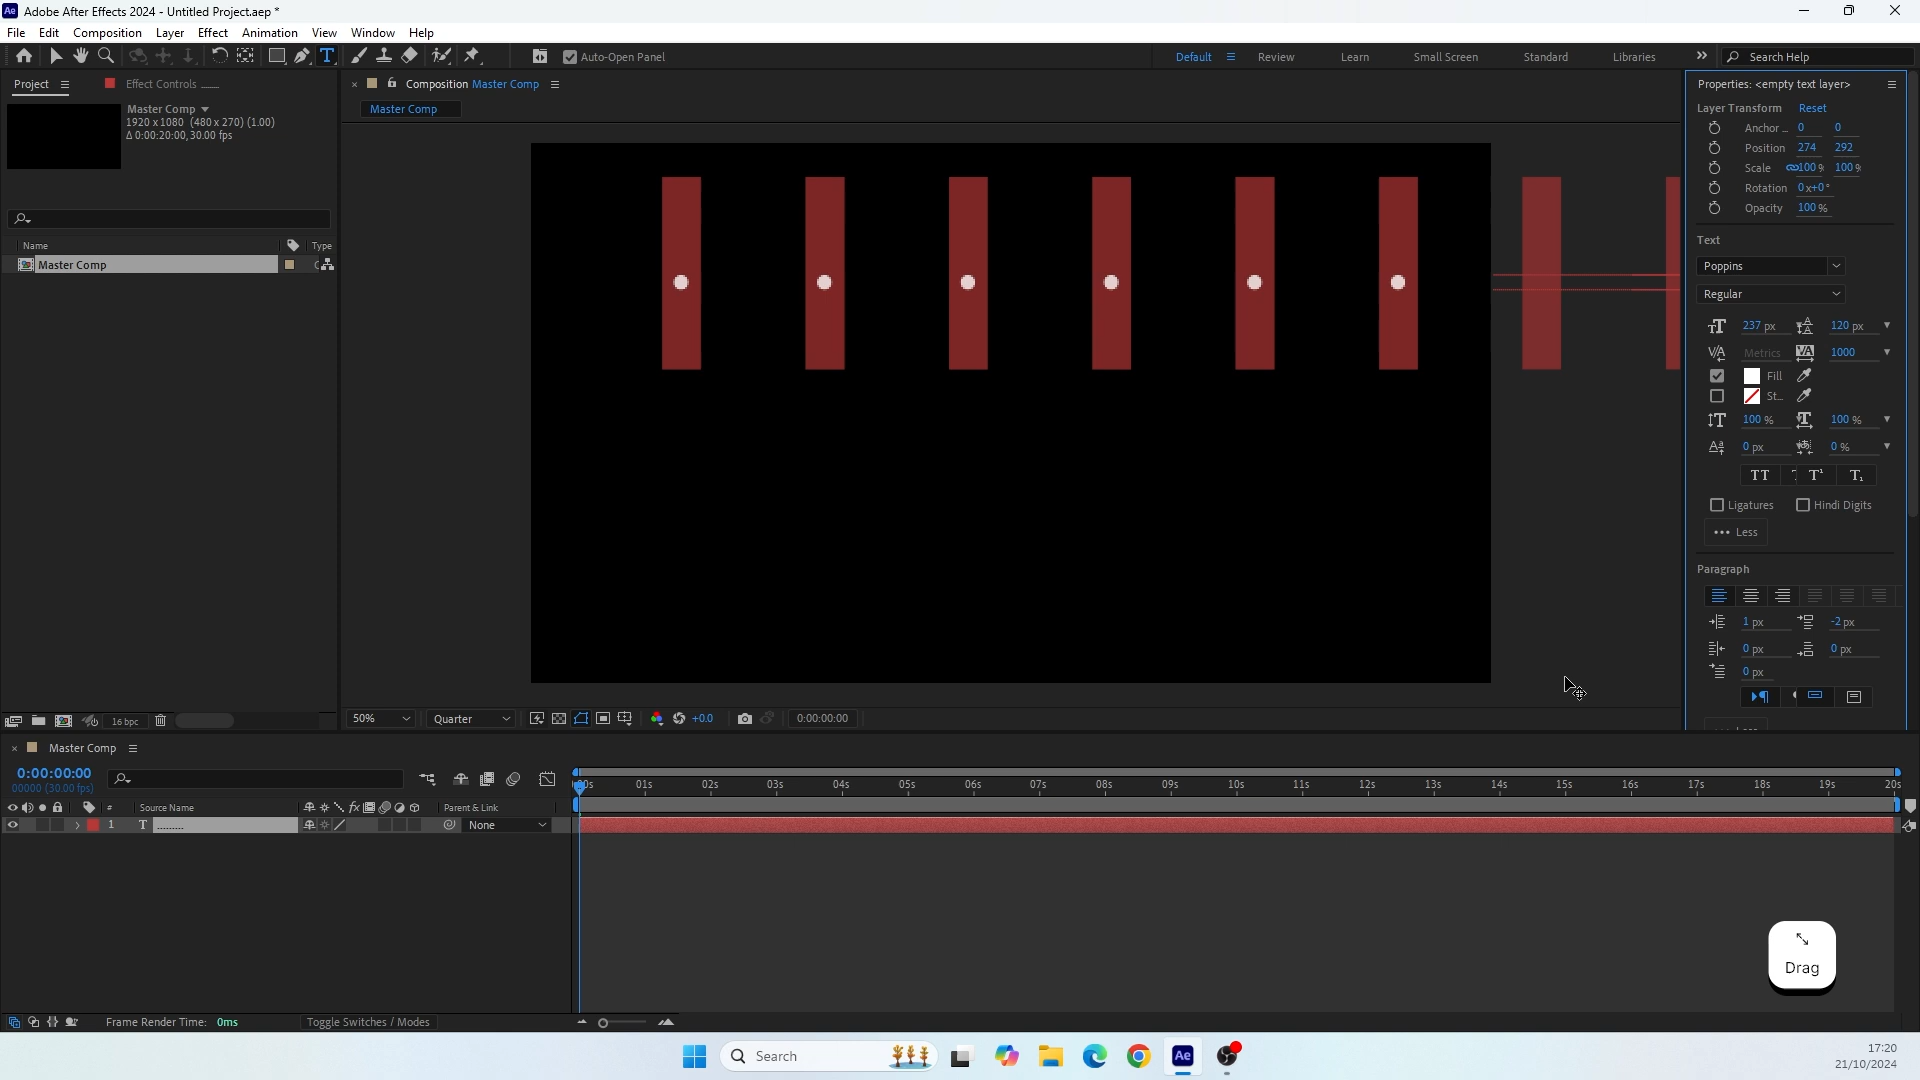 Adobe After Effects 2024 - Untitled Project.aep *
File Edit Composition Layer Effect Animation View Window Help
Auto-Open Panel
Default Review Learn Small Screen Standard Libraries
Search Help
Project
Effect Controls .........
Master Comp
1920 x 1080 (480 x 270) (1.00)
Δ 0:00:20:00, 30.00 fps
Name Type
Master Comp
16 bpc
Composition Master Comp
Master Comp
.........
50% Quarter +0.0 0:00:00:00
Properties: <empty text layer>
Layer Transform Reset
Anchor ... 0 0
Position 274 292
Scale 100 % 100 %
Rotation 0x+0°
Opacity 100 %
Text
Poppins
Regular
237 px 120 px
Metrics 1000
Fill
St...
100 % 100 %
0 px 0 %
TT T¹ T₁
Ligatures Hindi Digits
Less
Paragraph
1 px -2 px
0 px 0 px
0 px
Master Comp
0:00:00:00
00000 (30.00 fps)
# Source Name Parent & Link
1 T ......... None
00s 01s 02s 03s 04s 05s 06s 07s 08s 09s 10s 11s 12s 13s 14s 15s 16s 17s 18s 19s 20s
Drag
Frame Render Time: 0ms
Toggle Switches / Modes
Search
17:20
21/10/2024